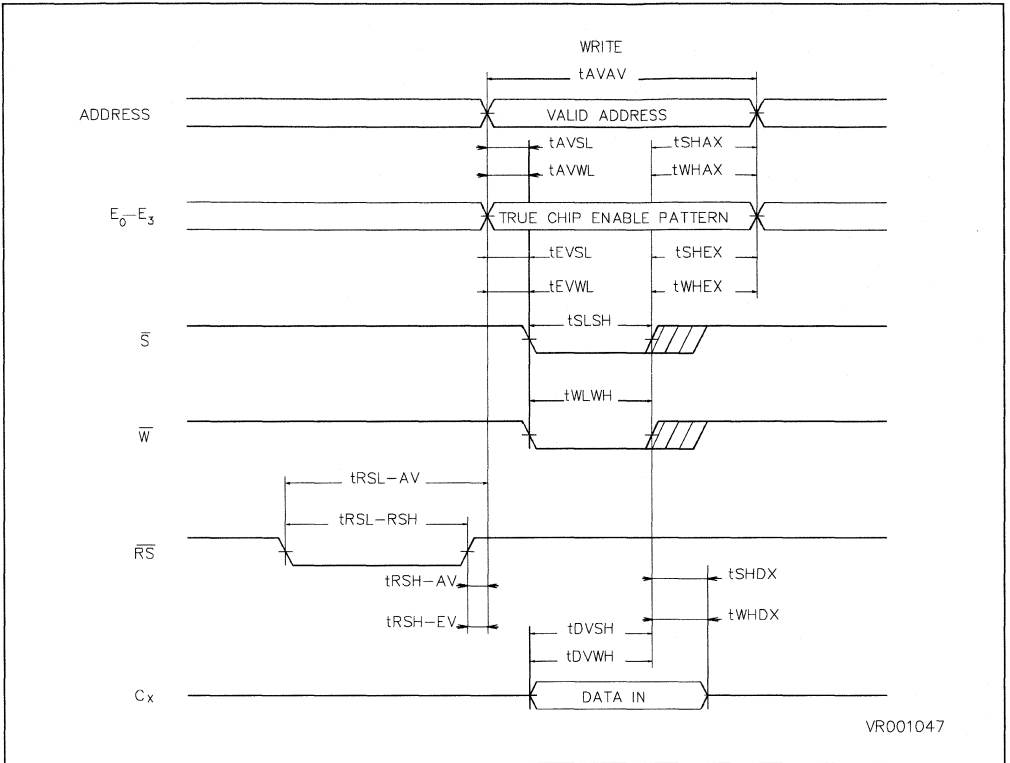 WRITE
tAVAV
ADDRESS
VALID ADDRESS
tAVSL
tSHAX
tAVWL
tWHAX
E0—E3
TRUE CHIP ENABLE PATTERN
tEVSL
tSHEX
tEVWL
tWHEX
tSLSH
S̅
tWLWH
W̅
tRSL-AV
tRSL-RSH
R̅S̅
tRSH-AV
tSHDX
tRSH-EV
tWHDX
tDVSH
tDVWH
Cx
DATA IN
VR001047